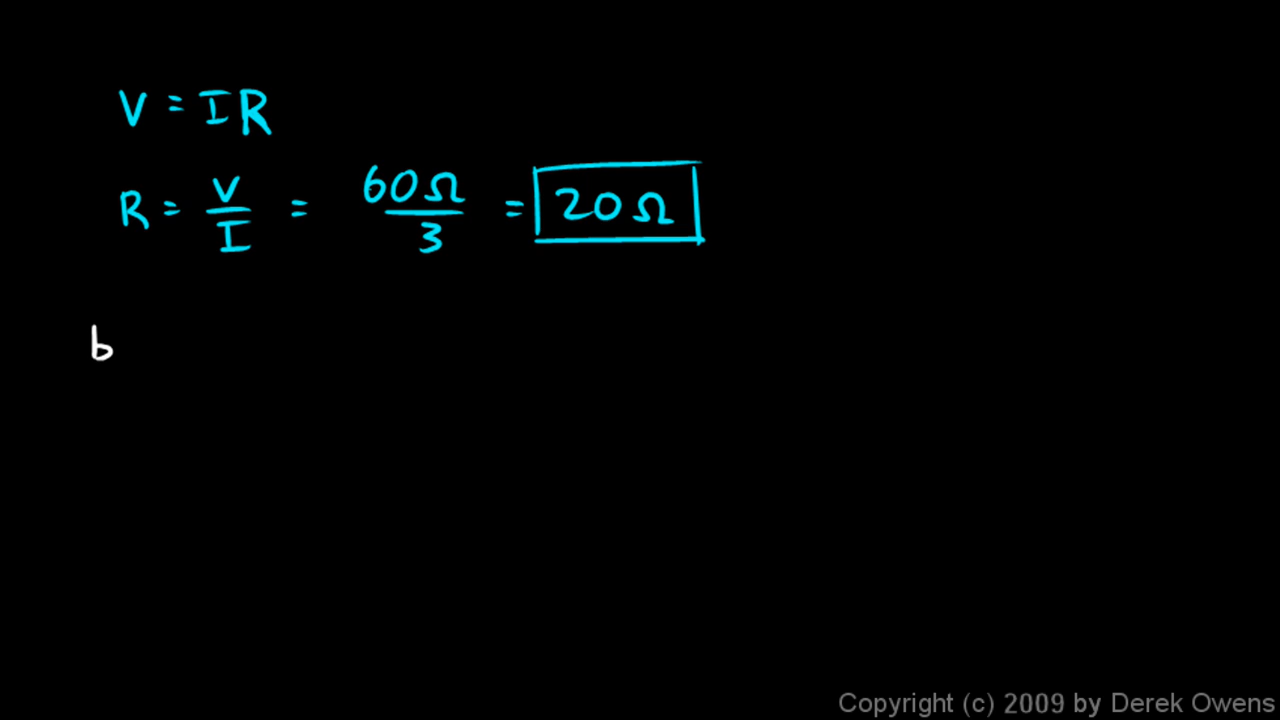 V = IR
R = V/I = 60Ω/3 = 20Ω
b
Copyright (c) 2009 by Derek Owens